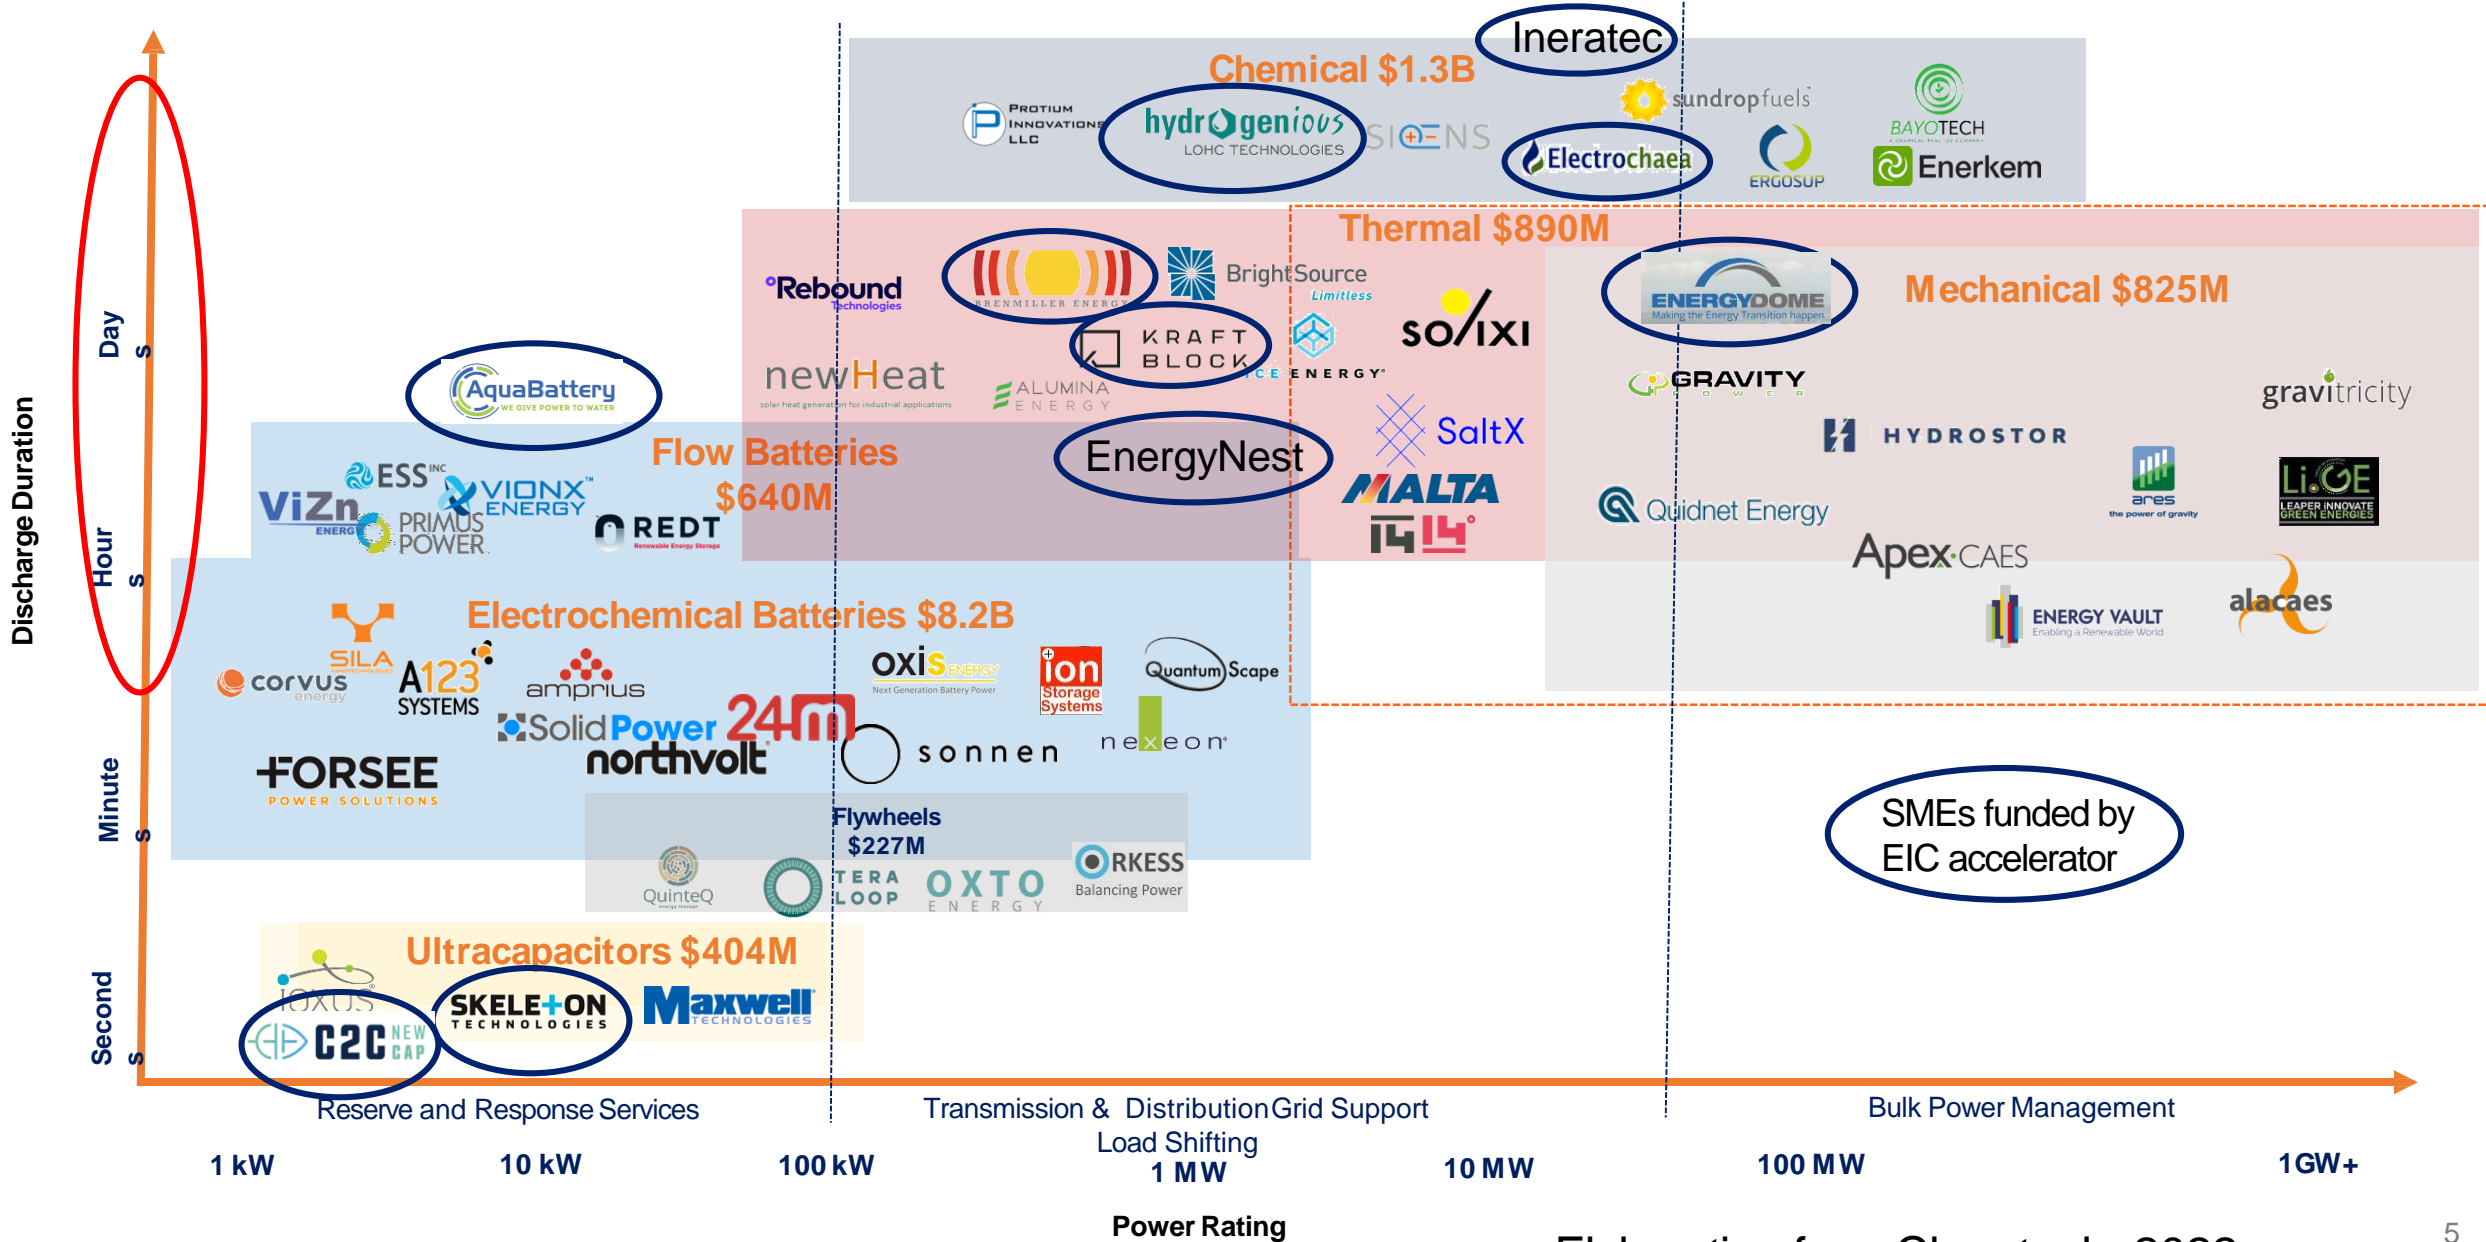 Ineratec
Chemical $1.3B
PROTIUM
INNOVATIONS
LLC
hydrogenious
LOHC TECHNOLOGIES
SIQENS
sundropfuels
Electrochaea
ERGOSUP
BAYOTECH
Enerkem
Thermal $890M
Rebound
Technologies
BRENMILLER ENERGY
BrightSource
Limitless
KRAFT
BLOCK
ICE ENERGY
solixi
newHeat
solar heat generation for industrial applications
ALUMINA
ENERGY
EnergyNest
SaltX
MALTA
1414°
ENERGYDOME
Making the Energy Transition happen
Mechanical $825M
GRAVITY
POWER
gravitricity
HYDROSTOR
ares
the power of gravity
Li.GE
LEAPER INNOVATE
GREEN ENERGIES
Quidnet Energy
Apex·CAES
ENERGY VAULT
Enabling a Renewable World
alacaes
AquaBattery
WE GIVE POWER TO WATER
Flow Batteries
$640M
ViZn
ENERGY
ESS INC
VIONX™
ENERGY
PRIMUS
POWER
REDT
Renewable Energy Storage
Electrochemical Batteries $8.2B
SILA
corvus
energy
A123
SYSTEMS
amprius
OXIS ENERGY
Next Generation Battery Power
ion
Storage
Systems
QuantumScape
SolidPower
24m
northvolt
sonnen
nexeon
FORSEE
POWER SOLUTIONS
Flywheels
$227M
QuinteQ
energy storage
TERA
LOOP
OXTO
ENERGY
ORKESS
Balancing Power
Ultracapacitors $404M
IOXUS
C2C NEW
CAP
SKELETON
TECHNOLOGIES
Maxwell
TECHNOLOGIES
SMEs funded by
EIC accelerator
Discharge Duration
Day
s
Hour
s
Minute
s
Second
s
Reserve and Response Services
Transmission & Distribution Grid Support
Load Shifting
Bulk Power Management
1 kW
10 kW
100 kW
1 MW
10 MW
100 MW
1GW+
Power Rating
5